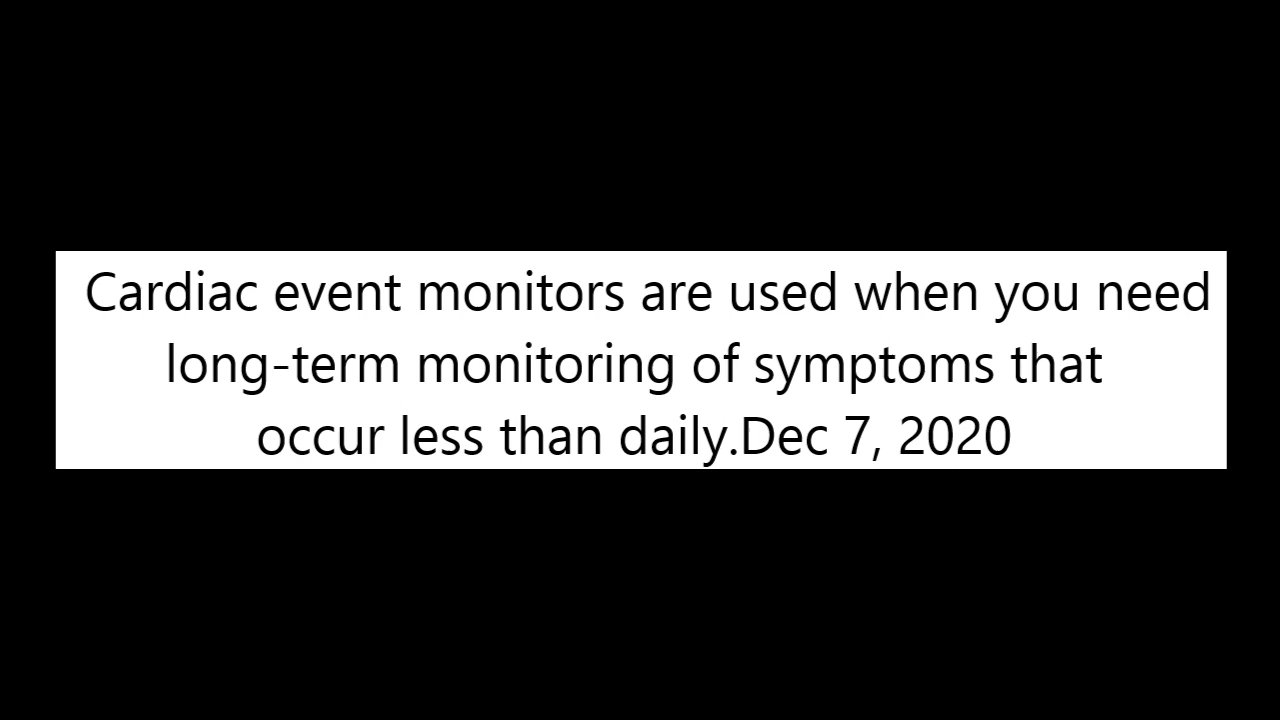 Cardiac event monitors are used when you need
long-term monitoring of symptoms that
occur less than daily.Dec 7, 2020